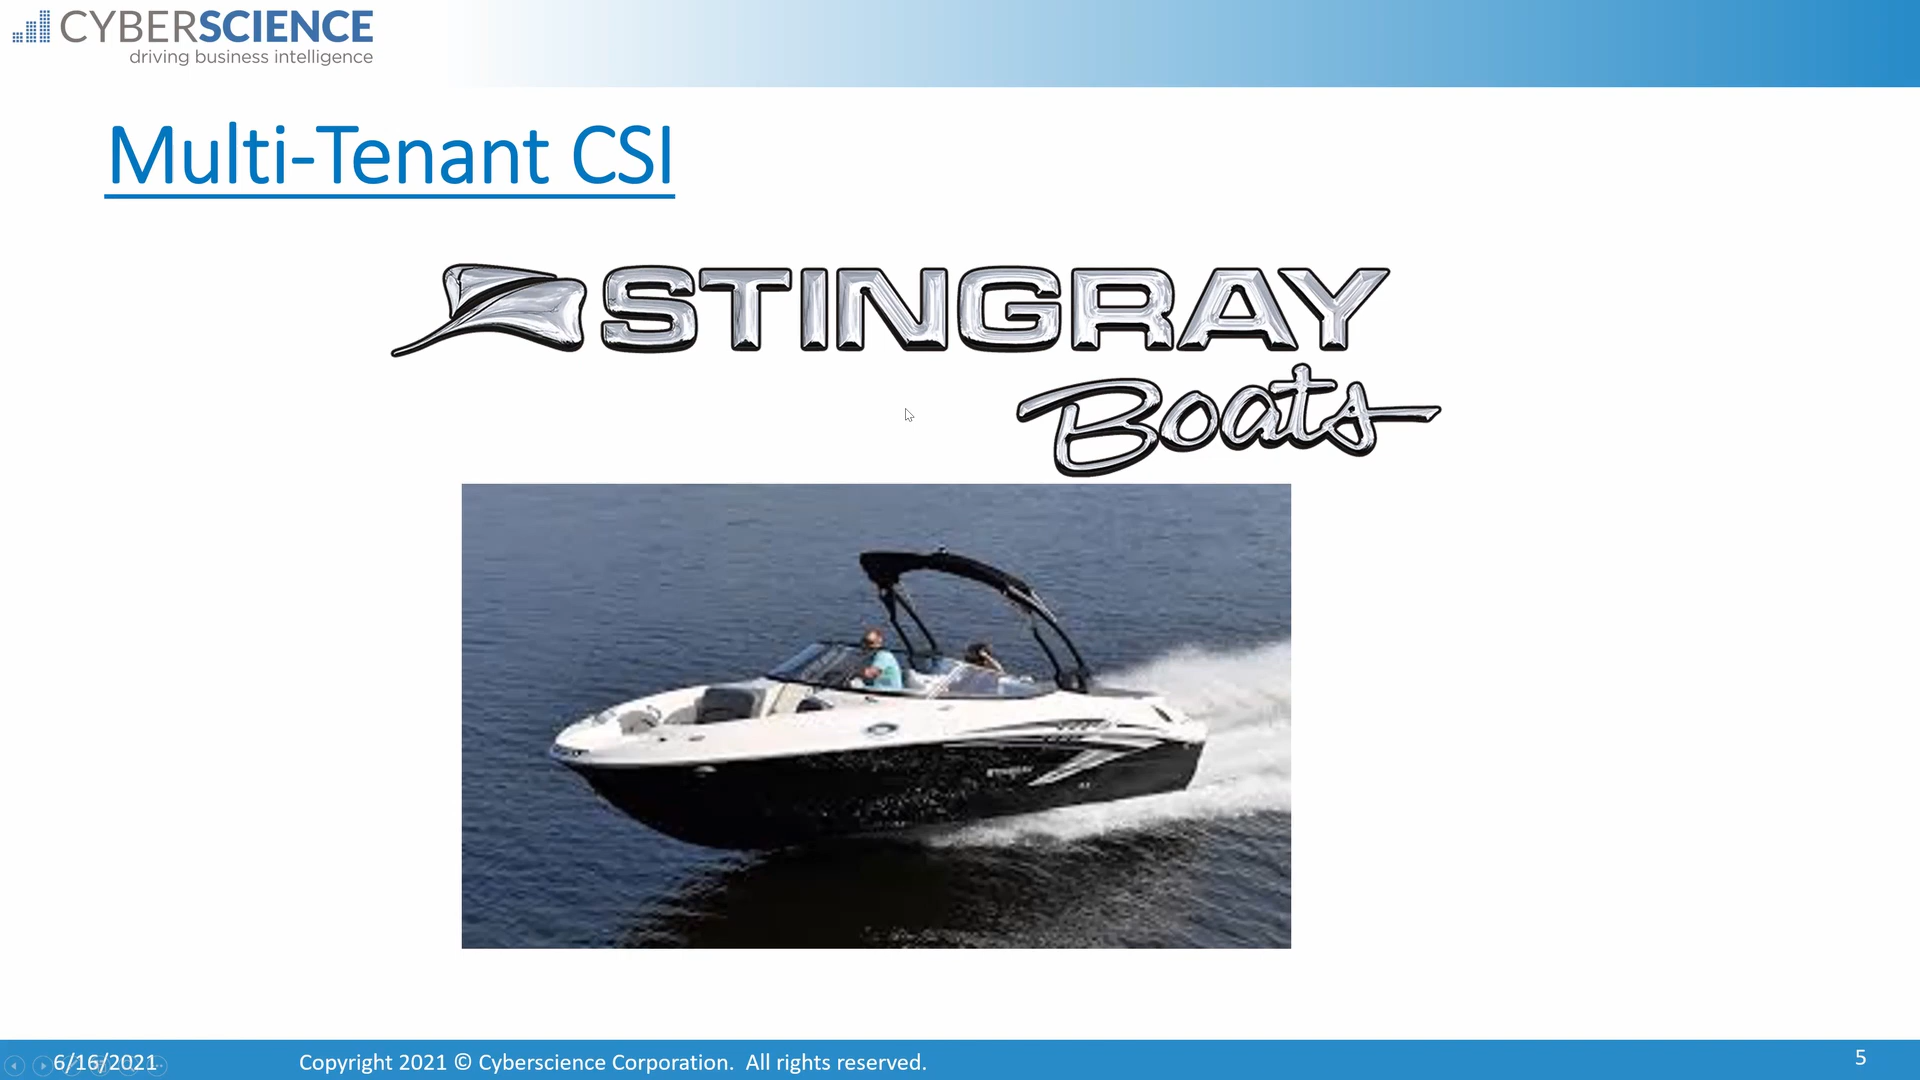 CYBERSCIENCE
driving business intelligence
Multi-Tenant CSI
STINGRAY
Boats
6/16/2021
Copyright 2021 © Cyberscience Corporation.  All rights reserved.
5